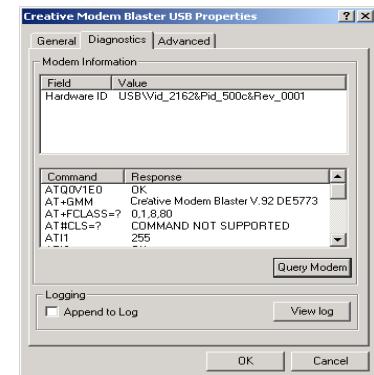 Creative Modem Blaster USB Properties
General Diagnostics Advanced
Modem Information
Field Value
Hardware ID USB\Vid_2162&Pid_500c&Rev_0001
Command Response
ATQ0V1E0 OK
AT+GMM Creative Modem Blaster V.92 DE5773
AT+FCLASS=? 0,1,8,80
AT#CLS=? COMMAND NOT SUPPORTED
ATI1 255
Query Modem
Logging
Append to Log View log
OK Cancel